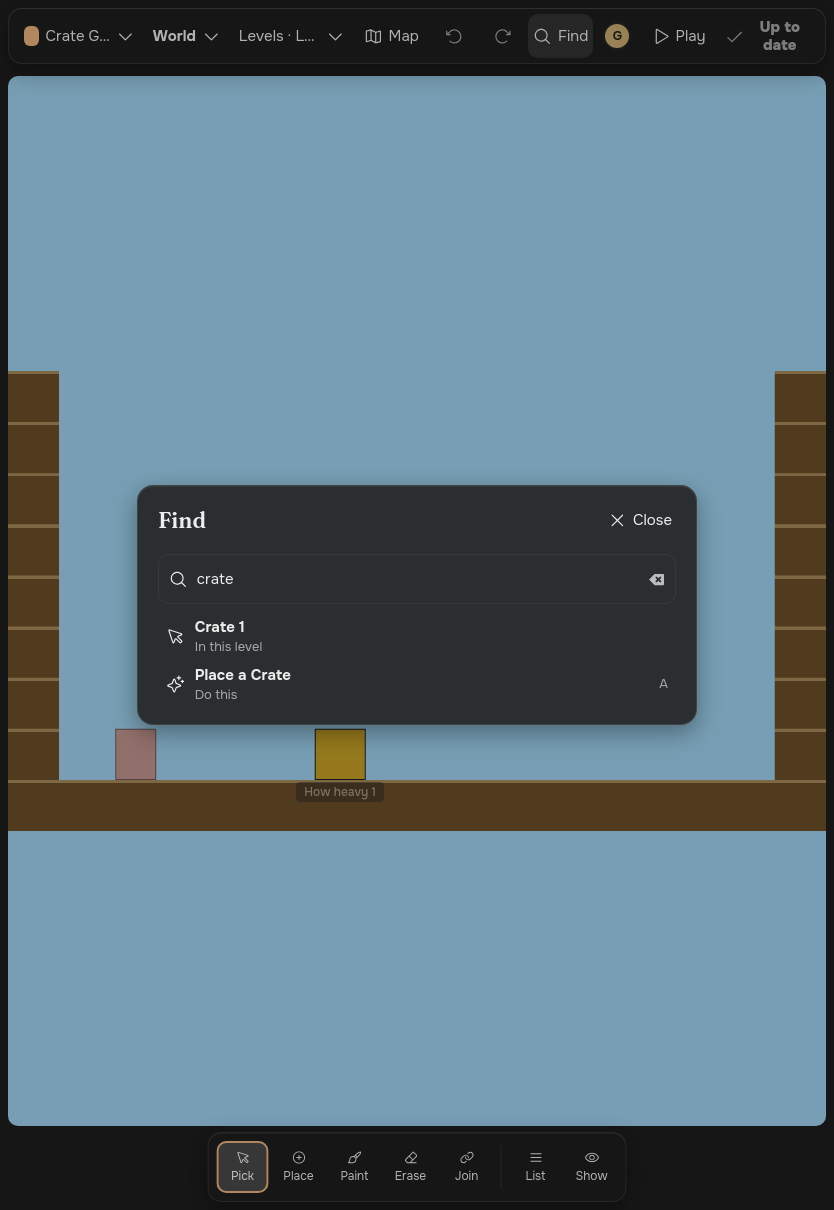 Crate G...
World
Levels · L...
Map
Find
G
Play
Up to
date
Find
Close
crate
Crate 1
In this level
Place a Crate
Do this
A
How heavy 1
Pick
Place
Paint
Erase
Join
List
Show